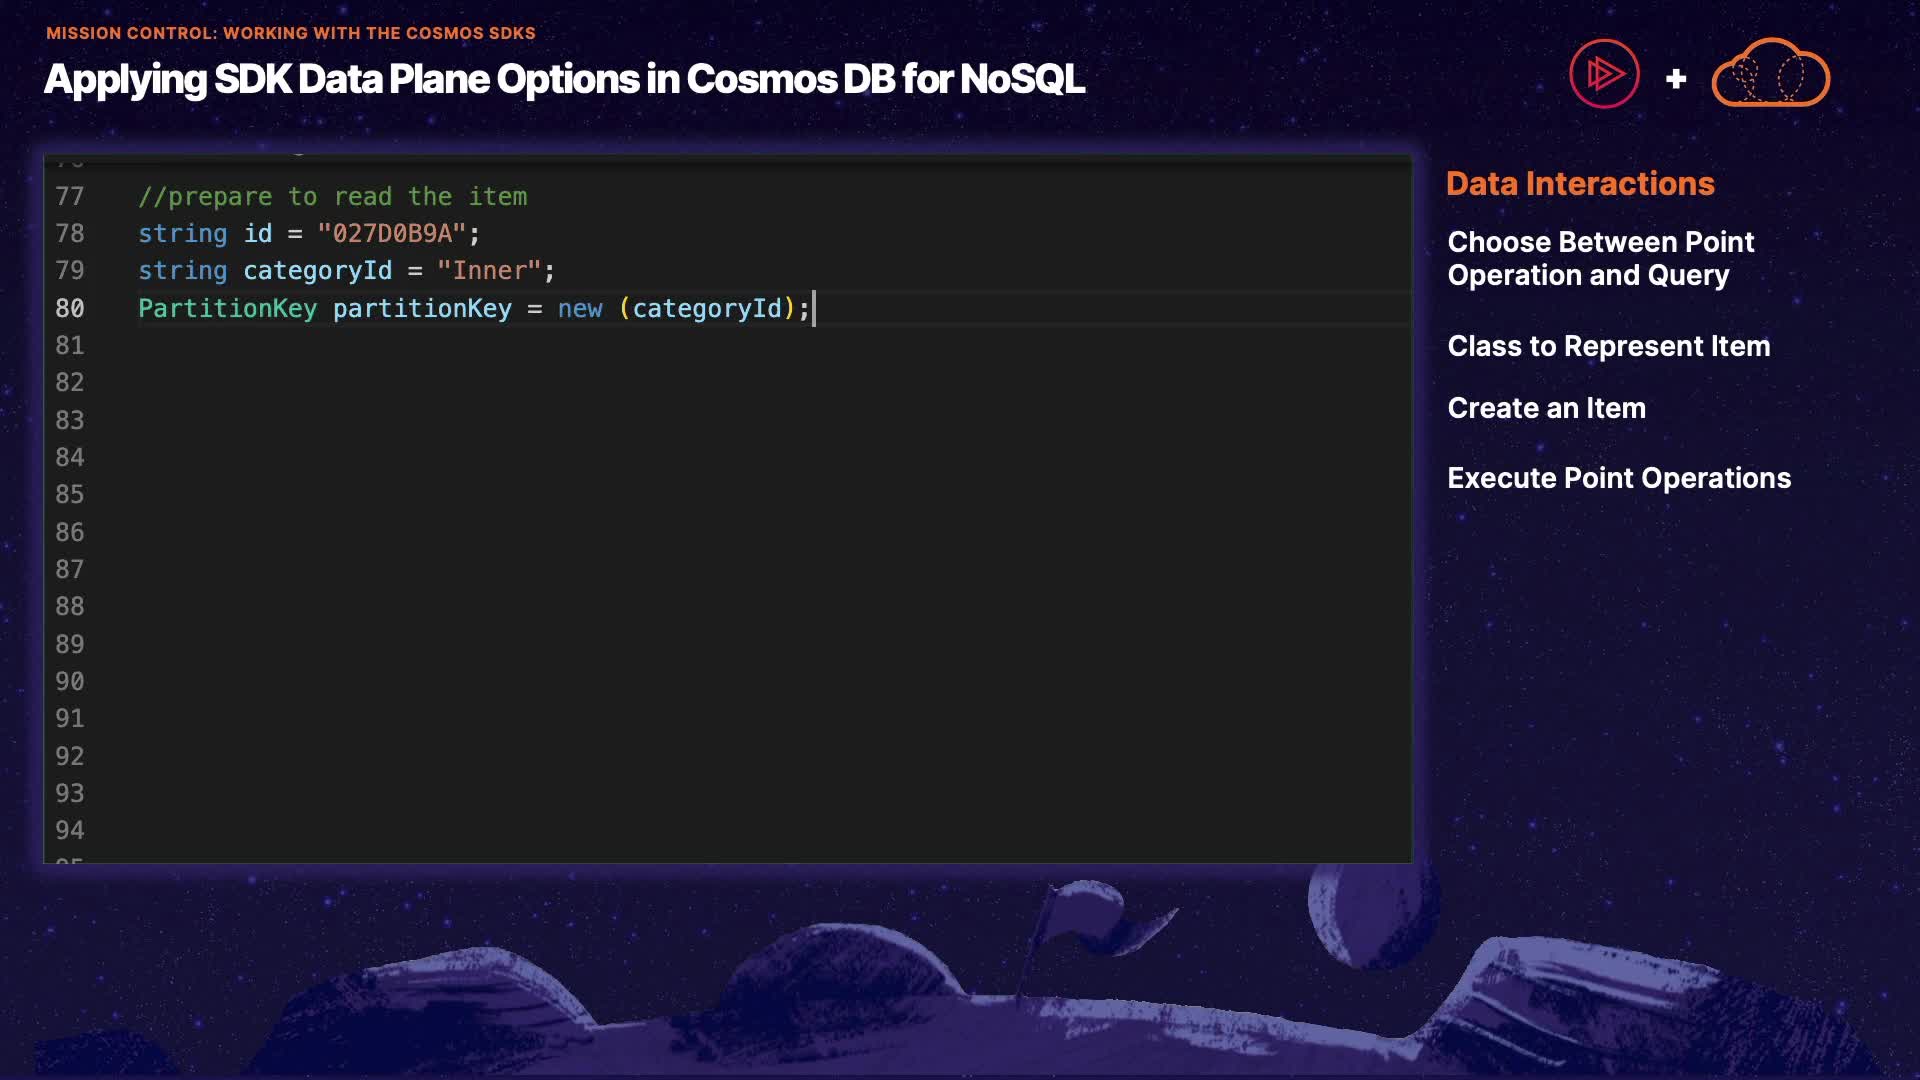 MISSION CONTROL: WORKING WITH THE COSMOS SDKS
Applying SDK Data Plane Options in Cosmos DB for NoSQL
77 //prepare to read the item
78 string id = "027D0B9A";
79 string categoryId = "Inner";
80 PartitionKey partitionKey = new (categoryId);
81
82
83
84
85
86
87
88
89
90
91
92
93
94
Data Interactions
Choose Between Point
Operation and Query
Class to Represent Item
Create an Item
Execute Point Operations